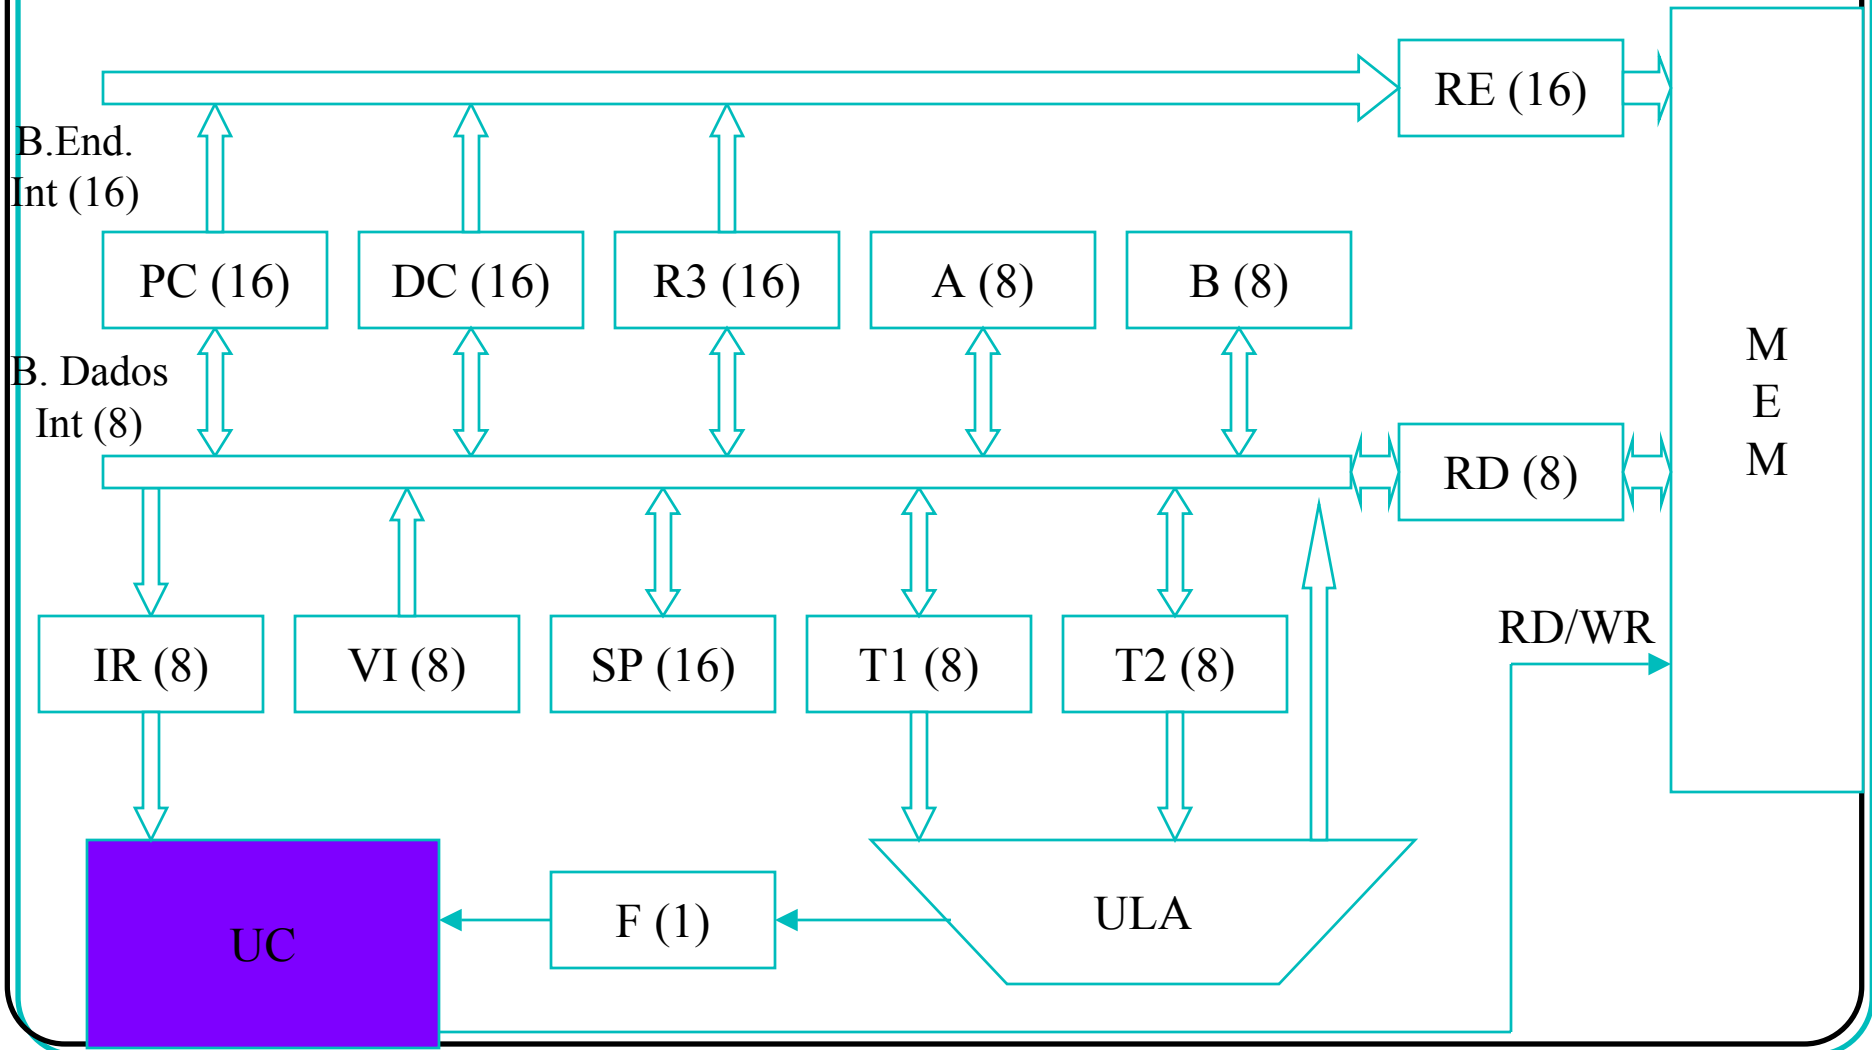 RE (16)
B.End.
Int (16)
PC (16)
DC (16)
R3 (16)
A (8)
B (8)
B. Dados
Int (8)
M
E
M
RD (8)
RD/WR
IR (8)
VI (8)
SP (16)
T1 (8)
T2 (8)
UC
F (1)
ULA